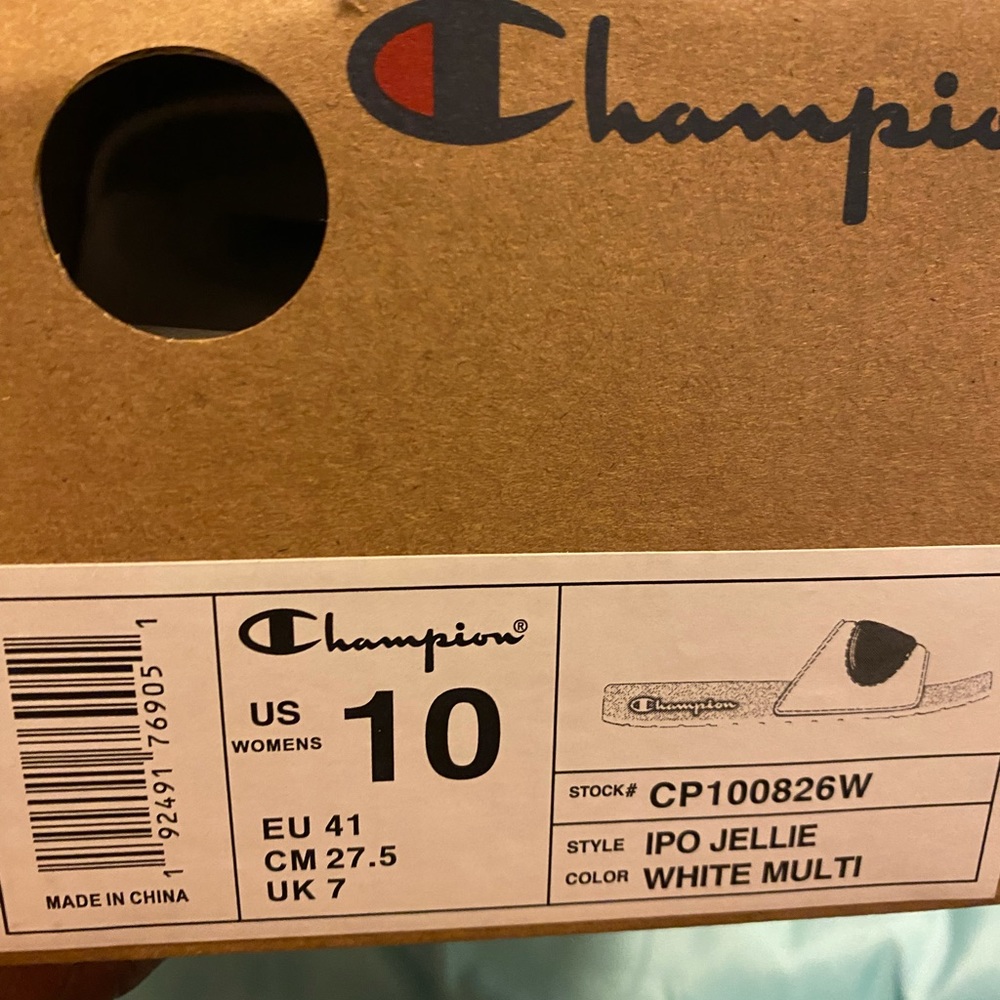 Champio
1 92491 76905 1
MADE IN CHINA
Champion®
US
WOMENS
10
EU 41
CM 27.5
UK 7
Champion
STOCK# CP100826W
STYLE IPO JELLIE
COLOR WHITE MULTI